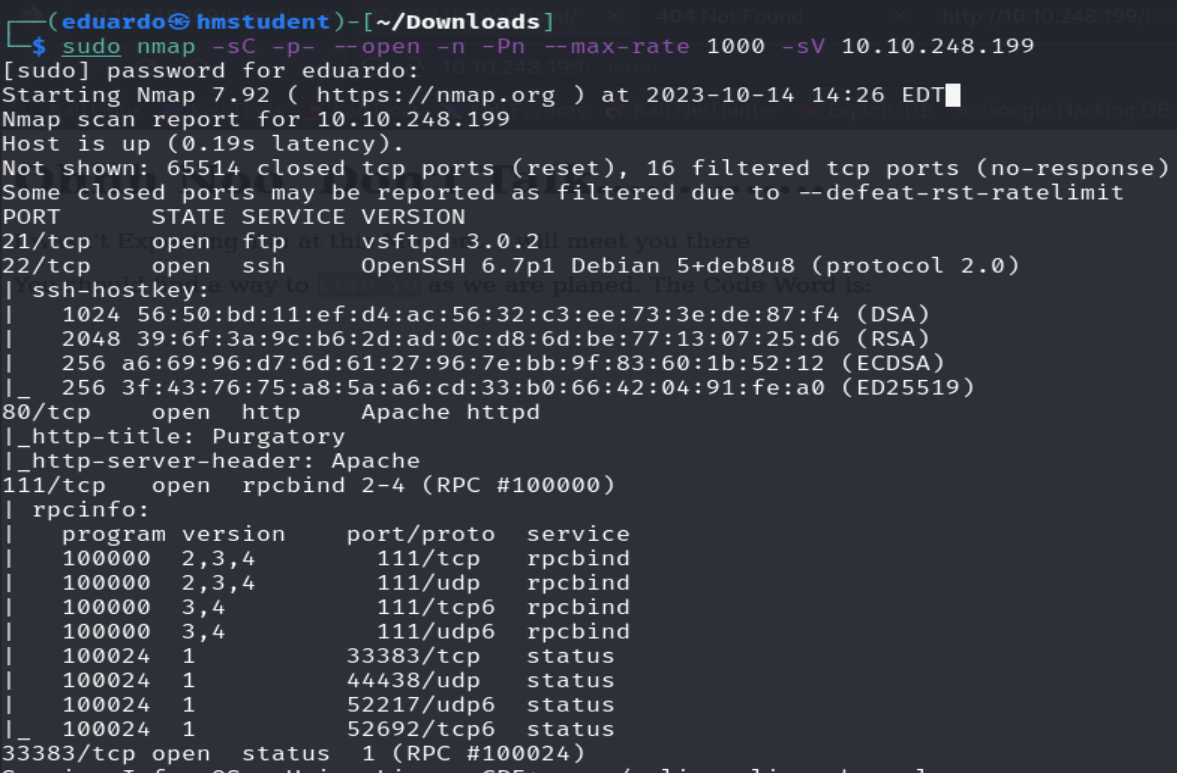 ┌──(eduardo㉿hmstudent)-[~/Downloads]
└─$ sudo nmap -sC -p- --open -n -Pn --max-rate 1000 -sV 10.10.248.199
[sudo] password for eduardo:
Starting Nmap 7.92 ( https://nmap.org ) at 2023-10-14 14:26 EDT
Nmap scan report for 10.10.248.199
Host is up (0.19s latency).
Not shown: 65514 closed tcp ports (reset), 16 filtered tcp ports (no-response)
Some closed ports may be reported as filtered due to --defeat-rst-ratelimit
PORT      STATE SERVICE VERSION
21/tcp    open  ftp     vsftpd 3.0.2
22/tcp    open  ssh     OpenSSH 6.7p1 Debian 5+deb8u8 (protocol 2.0)
| ssh-hostkey:
|   1024 56:50:bd:11:ef:d4:ac:56:32:c3:ee:73:3e:de:87:f4 (DSA)
|   2048 39:6f:3a:9c:b6:2d:ad:0c:d8:6d:be:77:13:07:25:d6 (RSA)
|   256 a6:69:96:d7:6d:61:27:96:7e:bb:9f:83:60:1b:52:12 (ECDSA)
|_  256 3f:43:76:75:a8:5a:a6:cd:33:b0:66:42:04:91:fe:a0 (ED25519)
80/tcp    open  http    Apache httpd
|_http-title: Purgatory
|_http-server-header: Apache
111/tcp   open  rpcbind 2-4 (RPC #100000)
| rpcinfo:
|   program version    port/proto  service
|   100000  2,3,4        111/tcp   rpcbind
|   100000  2,3,4        111/udp   rpcbind
|   100000  3,4          111/tcp6  rpcbind
|   100000  3,4          111/udp6  rpcbind
|   100024  1          33383/tcp   status
|   100024  1          44438/udp   status
|   100024  1          52217/udp6  status
|_  100024  1          52692/tcp6  status
33383/tcp open  status  1 (RPC #100024)